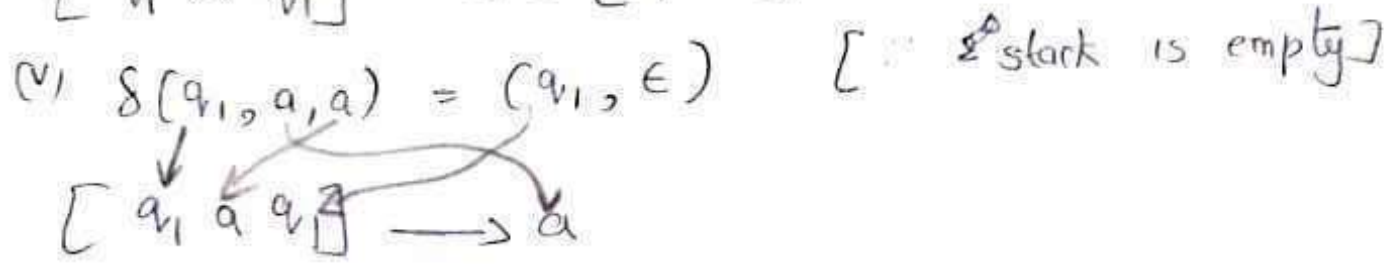 (v) δ(q₁, a, a) = (q₁, ε) [ stack is empty]
[ q₁ a q₁] ⟶ a